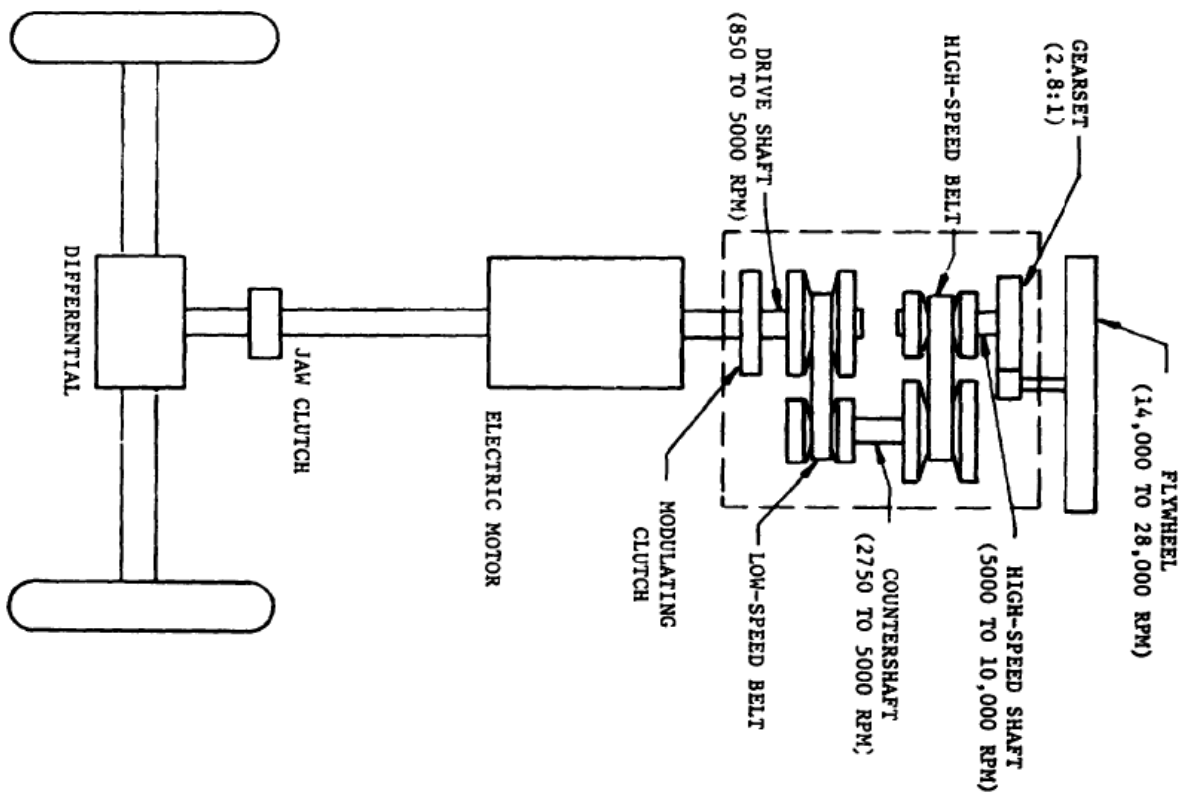 GEARSET
(2.8:1)
HIGH-SPEED BELT
DRIVE SHAFT
(850 TO 5000 RPM)
FLYWHEEL
(14,000 TO 28,000 RPM)
HIGH-SPEED SHAFT
(5000 TO 10,000 RPM)
COUNTERSHAFT
(2750 TO 5000 RPM)
LOW-SPEED BELT
MODULATING
CLUTCH
ELECTRIC MOTOR
JAW CLUTCH
DIFFERENTIAL